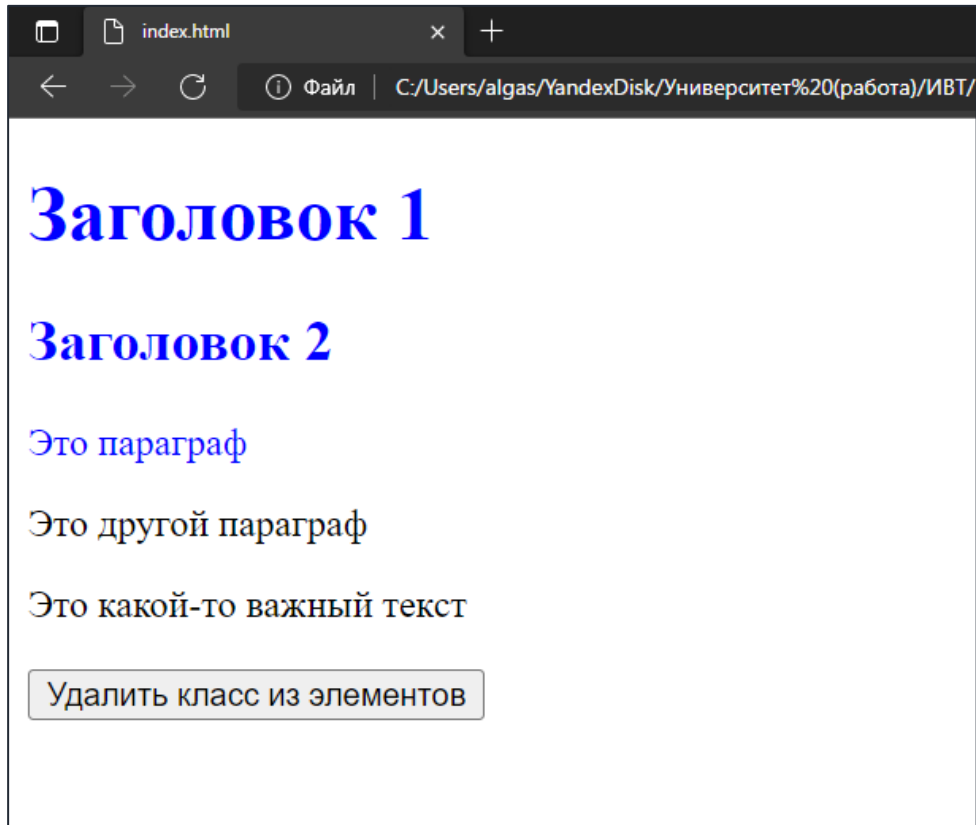 index.html
Файл C:/Users/algas/YandexDisk/Университет%20(работа)/ИВТ/
Заголовок 1
Заголовок 2
Это параграф
Это другой параграф
Это какой-то важный текст
Удалить класс из элементов